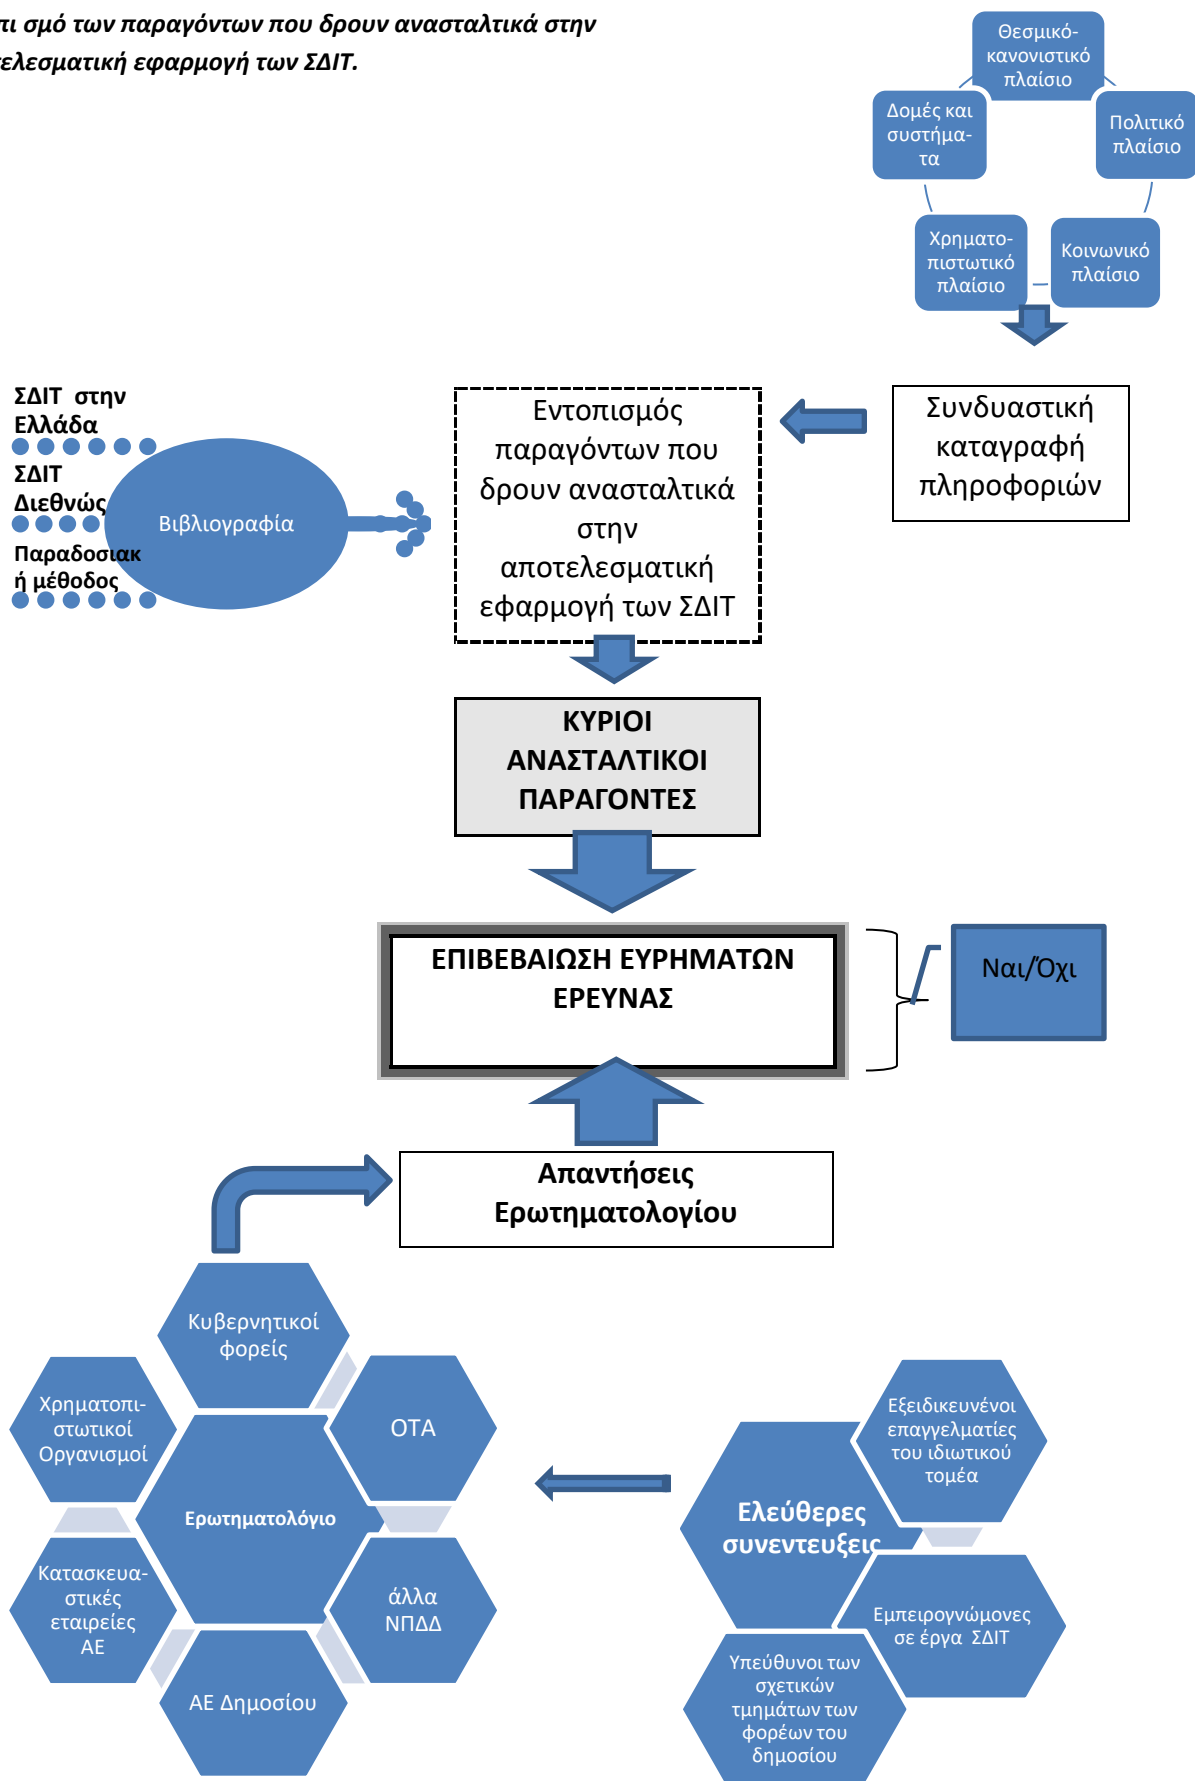 πι σμό των παραγόντων που δρουν ανασταλτικά στην
τελεσματική εφαρμογή των ΣΔΙΤ.
Θεσμικό-
κανονιστικό
πλαίσιο
Δομές και
συστήμα-
τα
Πολιτικό
πλαίσιο
Χρηματο-
πιστωτικό
πλαίσιο
Κοινωνικό
πλαίσιο
ΣΔΙΤ στην
Ελλάδα
ΣΔΙΤ
Διεθνώς
Παραδοσιακ
ή μέθοδος
Βιβλιογραφία
Εντοπισμός
παραγόντων που
δρουν ανασταλτικά
στην
αποτελεσματική
εφαρμογή των ΣΔΙΤ
Συνδυαστική
καταγραφή
πληροφοριών
ΚΥΡΙΟΙ
ΑΝΑΣΤΑΛΤΙΚΟΙ
ΠΑΡΑΓΟΝΤΕΣ
ΕΠΙΒΕΒΑΙΩΣΗ ΕΥΡΗΜΑΤΩΝ
ΕΡΕΥΝΑΣ
Ναι/Όχι
Απαντήσεις
Ερωτηματολογίου
Κυβερνητικοί
φορείς
Χρηματοπι-
στωτικοί
Οργανισμοί
ΟΤΑ
Ερωτηματολόγιο
Κατασκευα-
στικές
εταιρείες
ΑΕ
άλλα
ΝΠΔΔ
ΑΕ Δημοσίου
Εξειδικευνένοι
επαγγελματίες
του ιδιωτικού
τομέα
Ελεύθερες
συνεντευξεις
Εμπειρογνώμονες
σε έργα ΣΔΙΤ
Υπεύθυνοι των
σχετικών
τμημάτων των
φορέων του
δημοσίου